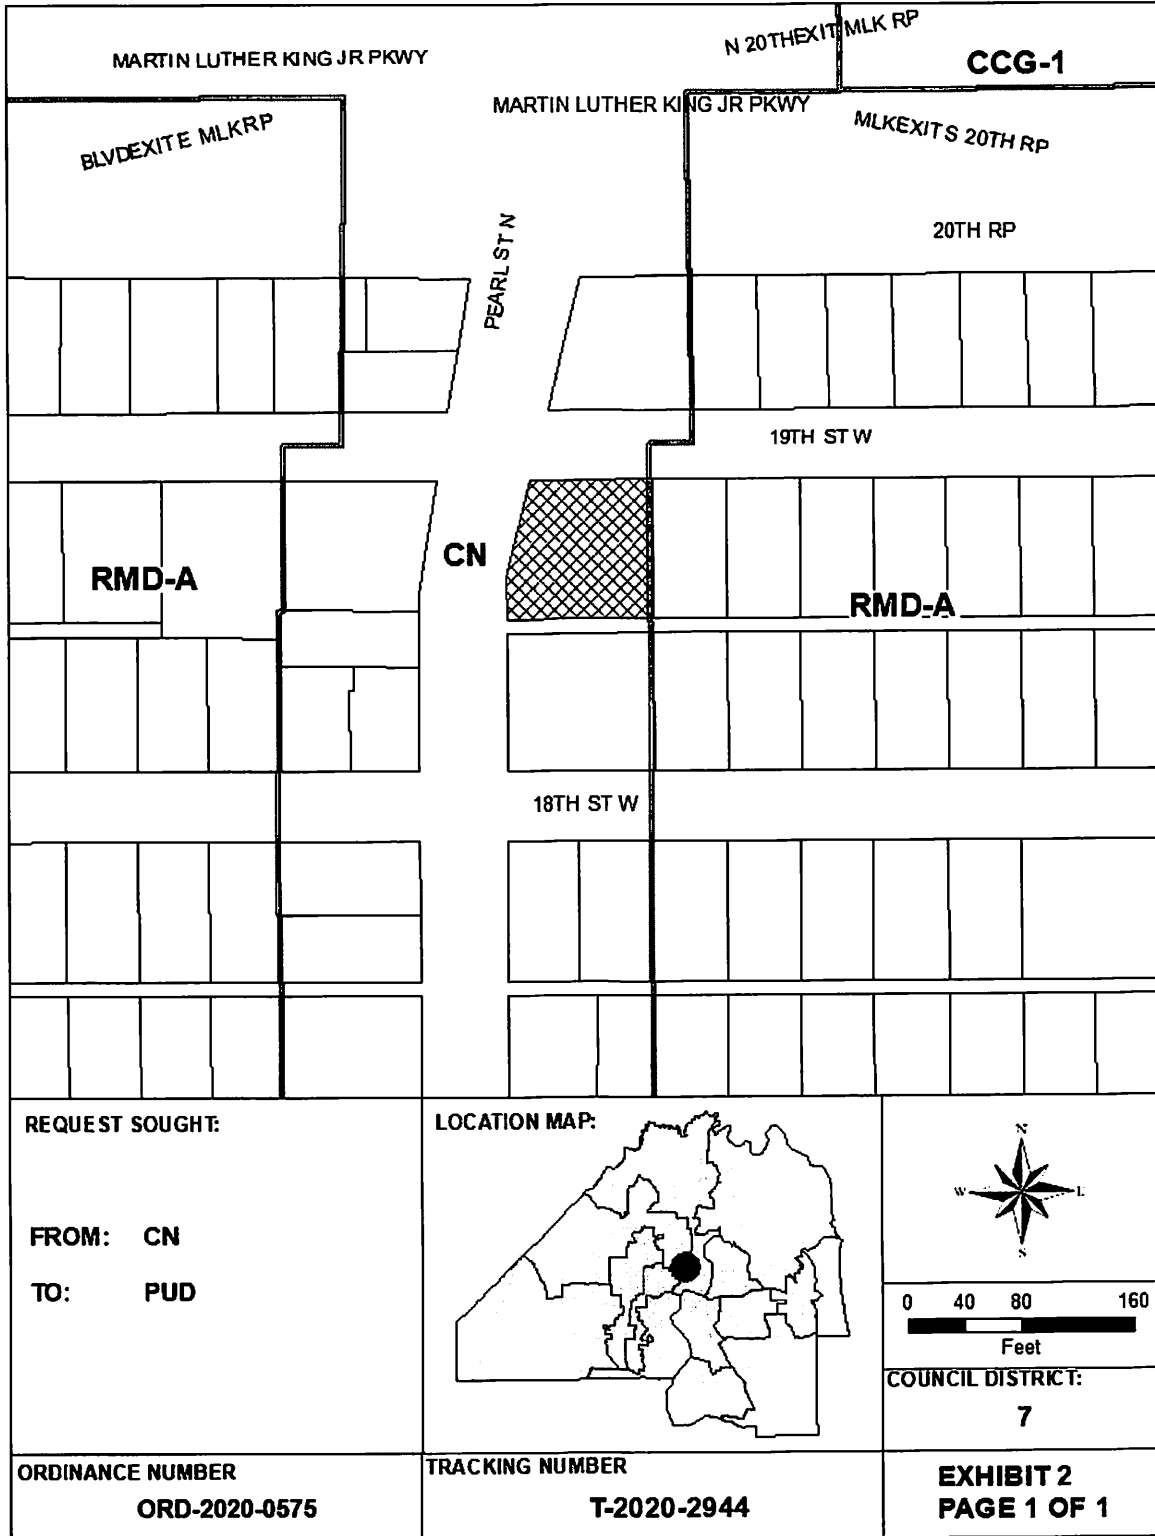 MARTIN LUTHER KING JR PKWY
N 20THEXIT MLK RP
CCG-1
MARTIN LUTHER KING JR PKWY
BLVDEXIT E MLKRP
MLKEXIT S 20TH RP
PEARL ST N
20TH RP
19TH ST W
CN
RMD-A
RMD-A
18TH ST W
REQUEST SOUGHT:
FROM: CN
TO: PUD
LOCATION MAP:
N
W E
S
0 40 80 160
Feet
COUNCIL DISTRICT:
7
ORDINANCE NUMBER
ORD-2020-0575
TRACKING NUMBER
T-2020-2944
EXHIBIT 2
PAGE 1 OF 1